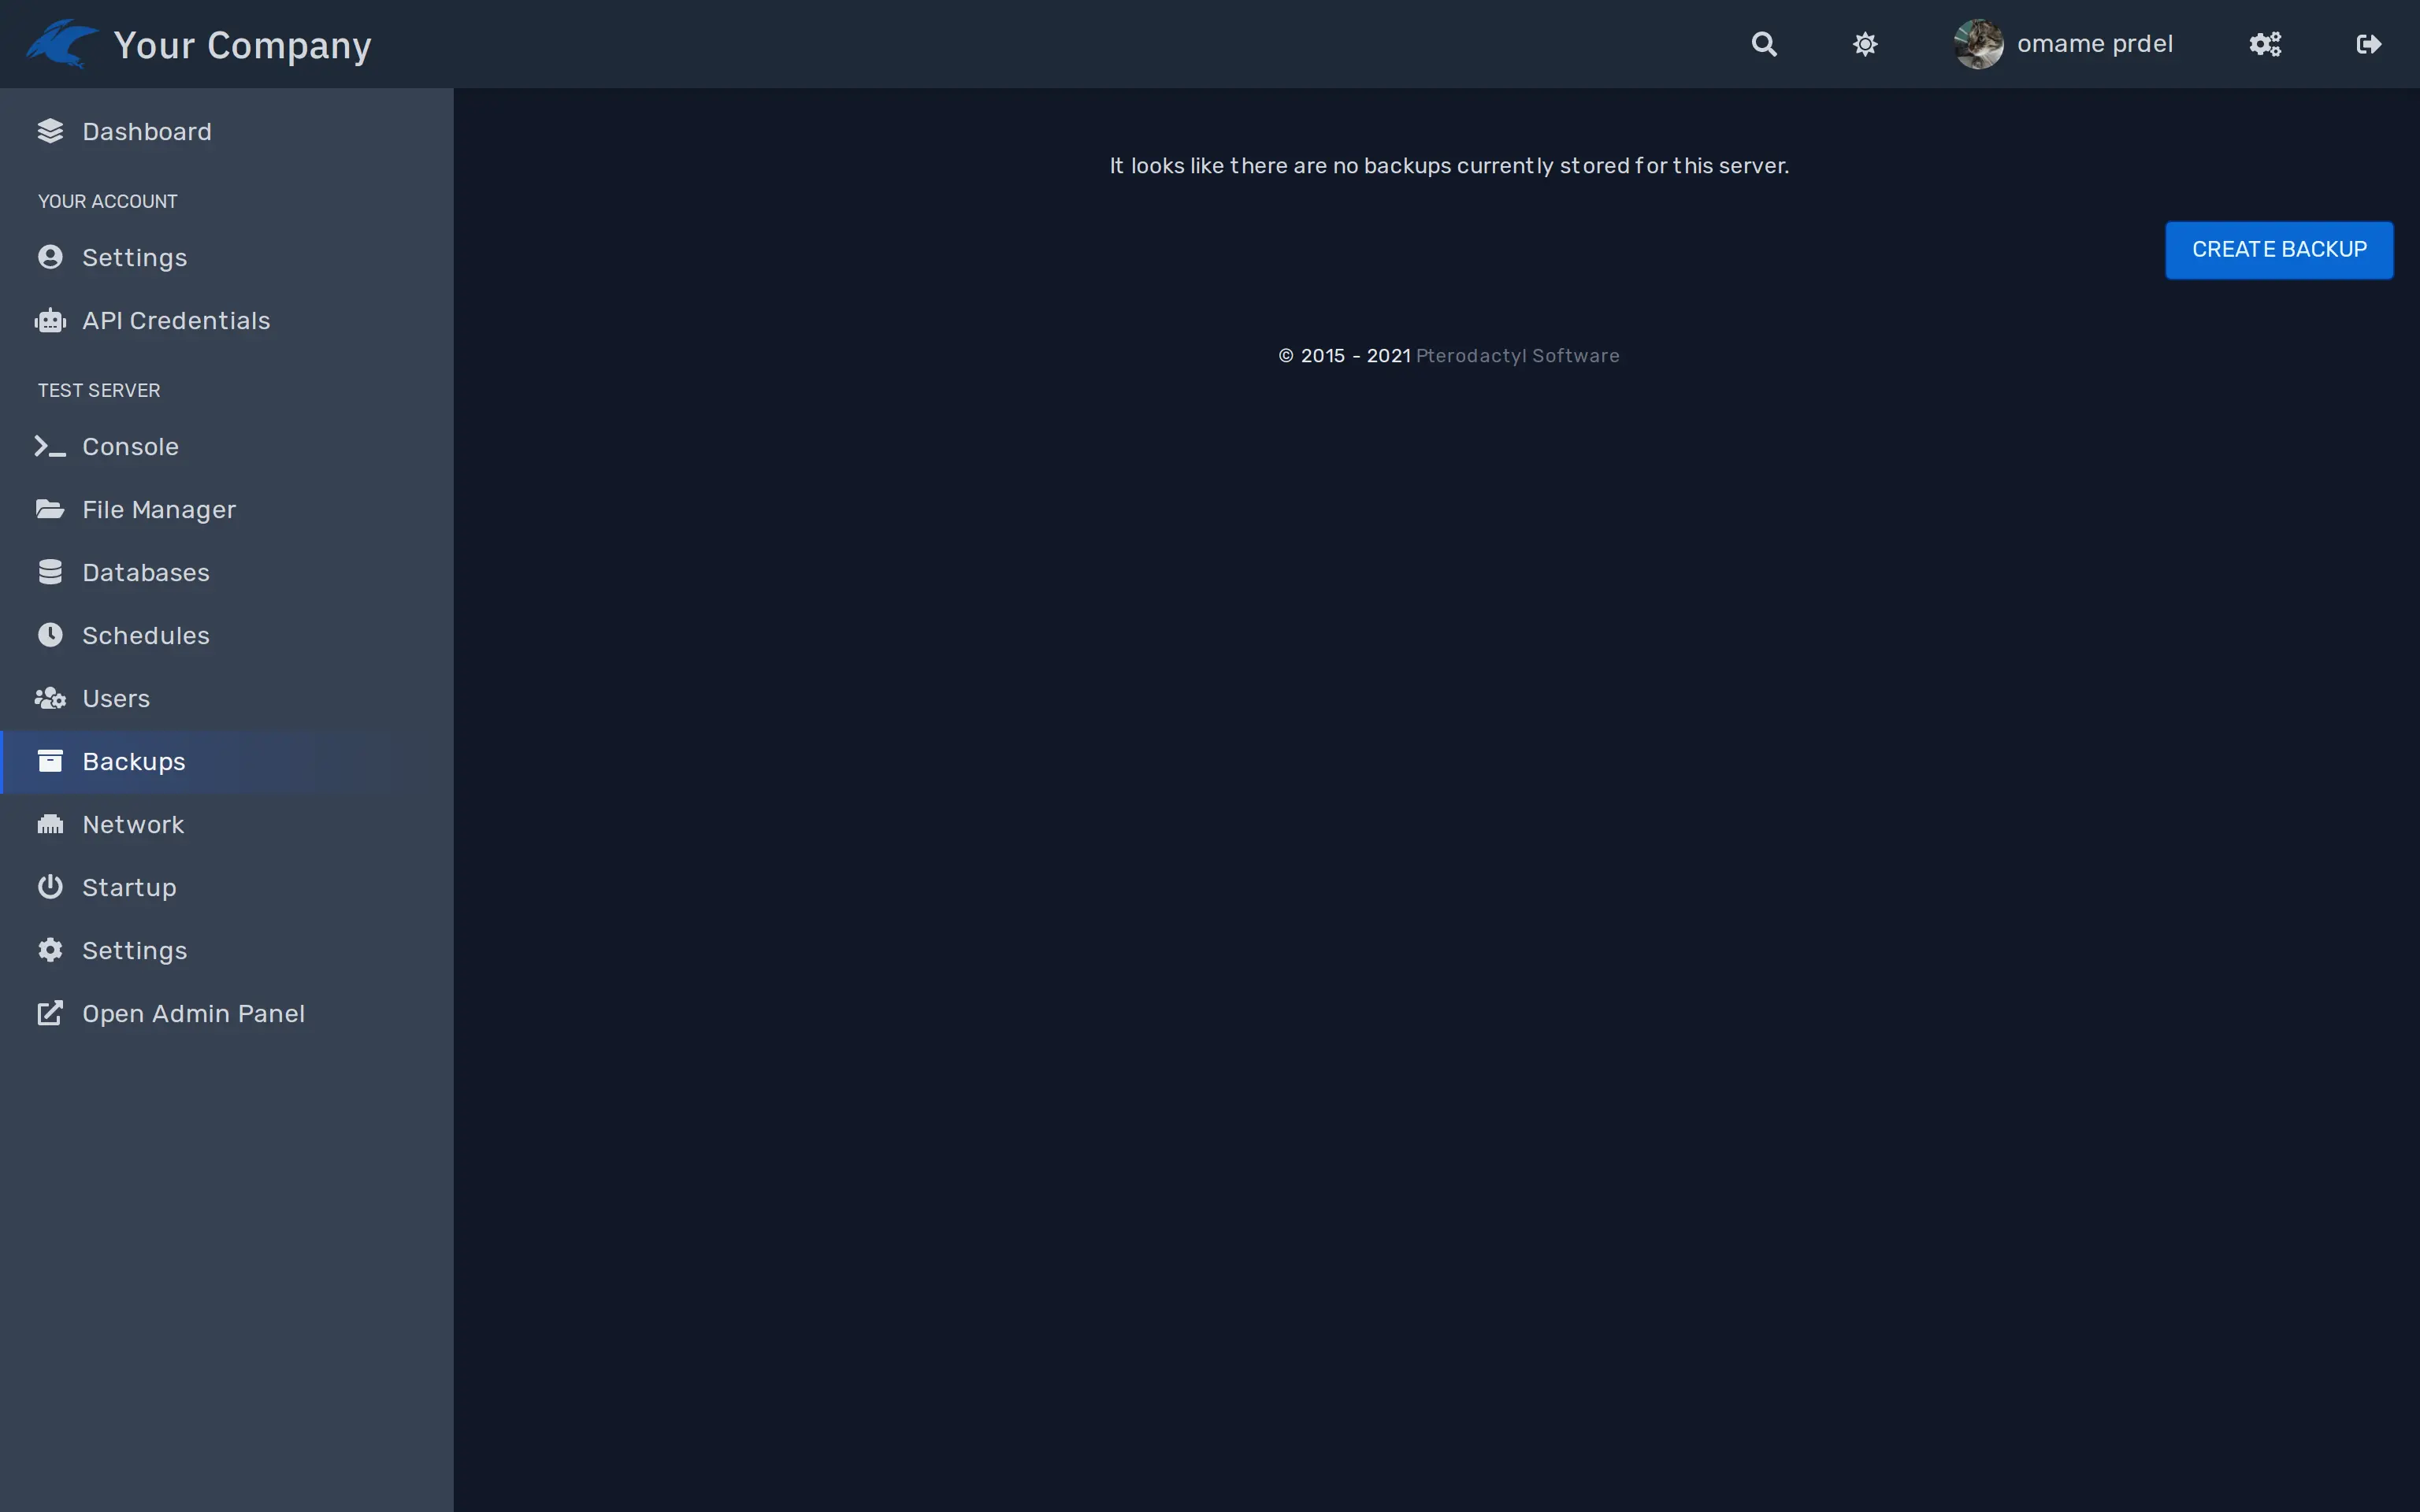 Your Company
omame prdel
Dashboard
YOUR ACCOUNT
Settings
API Credentials
TEST SERVER
Console
File Manager
Databases
Schedules
Users
Backups
Network
Startup
Settings
Open Admin Panel
It looks like there are no backups currently stored for this server.
CREATE BACKUP
© 2015 - 2021 Pterodactyl Software